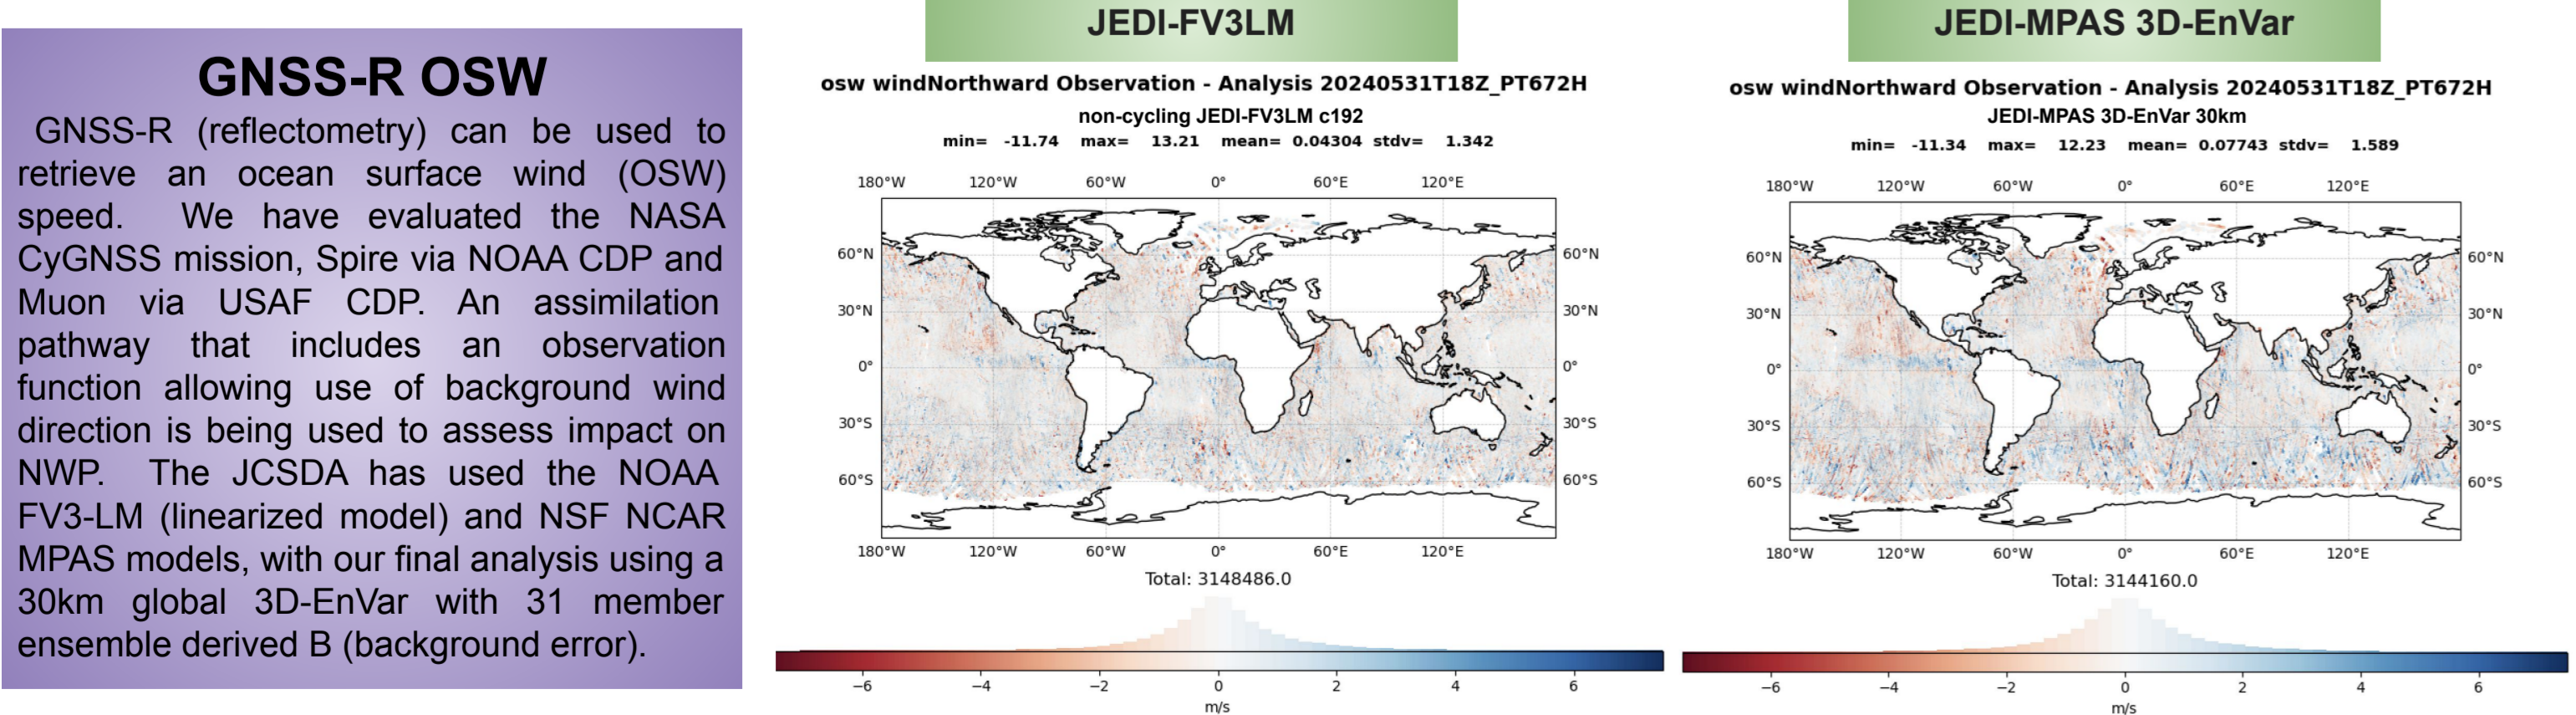 GNSS-R OSW
GNSS-R (reflectometry) can be used to
retrieve an ocean surface wind (OSW)
speed. We have evaluated the NASA
CyGNSS mission, Spire via NOAA CDP and
Muon via USAF CDP. An assimilation
pathway that includes an observation
function allowing use of background wind
direction is being used to assess impact on
NWP. The JCSDA has used the NOAA
FV3-LM (linearized model) and NSF NCAR
MPAS models, with our final analysis using a
30km global 3D-EnVar with 31 member
ensemble derived B (background error).
JEDI-FV3LM
osw windNorthward Observation - Analysis 20240531T18Z_PT672H
non-cycling JEDI-FV3LM c192
min= -11.74 max= 13.21 mean= 0.04304 stdv= 1.342
180°W 120°W 60°W 0° 60°E 120°E
60°N 60°N
30°N 30°N
0° 0°
30°S 30°S
60°S 60°S
180°W 120°W 60°W 0° 60°E 120°E
Total: 3148486.0
−6 −4 −2 0 2 4 6
m/s
JEDI-MPAS 3D-EnVar
osw windNorthward Observation - Analysis 20240531T18Z_PT672H
JEDI-MPAS 3D-EnVar 30km
min= -11.34 max= 12.23 mean= 0.07743 stdv= 1.589
180°W 120°W 60°W 0° 60°E 120°E
60°N 60°N
30°N 30°N
0° 0°
30°S 30°S
60°S 60°S
180°W 120°W 60°W 0° 60°E 120°E
Total: 3144160.0
−6 −4 −2 0 2 4 6
m/s